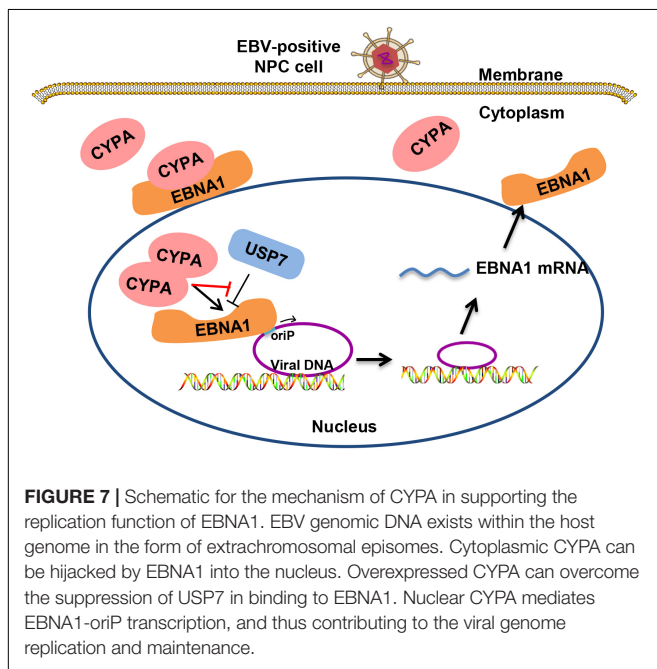 EBV-positive
NPC cell
Membrane
Cytoplasm
CYPA
CYPA
EBNA1
CYPA
EBNA1
CYPA
CYPA
USP7
EBNA1
oriP
Viral DNA
EBNA1 mRNA
Nucleus
FIGURE 7 | Schematic for the mechanism of CYPA in supporting the
replication function of EBNA1. EBV genomic DNA exists within the host
genome in the form of extrachromosomal episomes. Cytoplasmic CYPA can
be hijacked by EBNA1 into the nucleus. Overexpressed CYPA can overcome
the suppression of USP7 in binding to EBNA1. Nuclear CYPA mediates
EBNA1-oriP transcription, and thus contributing to the viral genome
replication and maintenance.